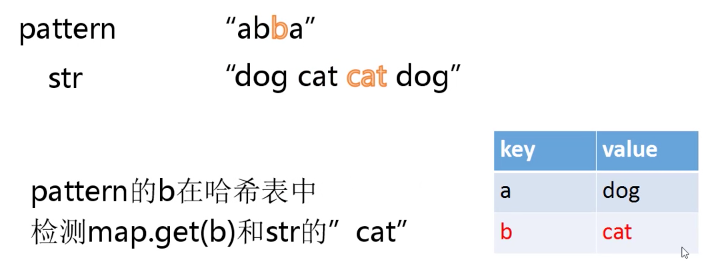 pattern “abba”
str “dog cat cat dog”
pattern的b在哈希表中
检测map.get(b)和str的”cat”
key value
a dog
b cat